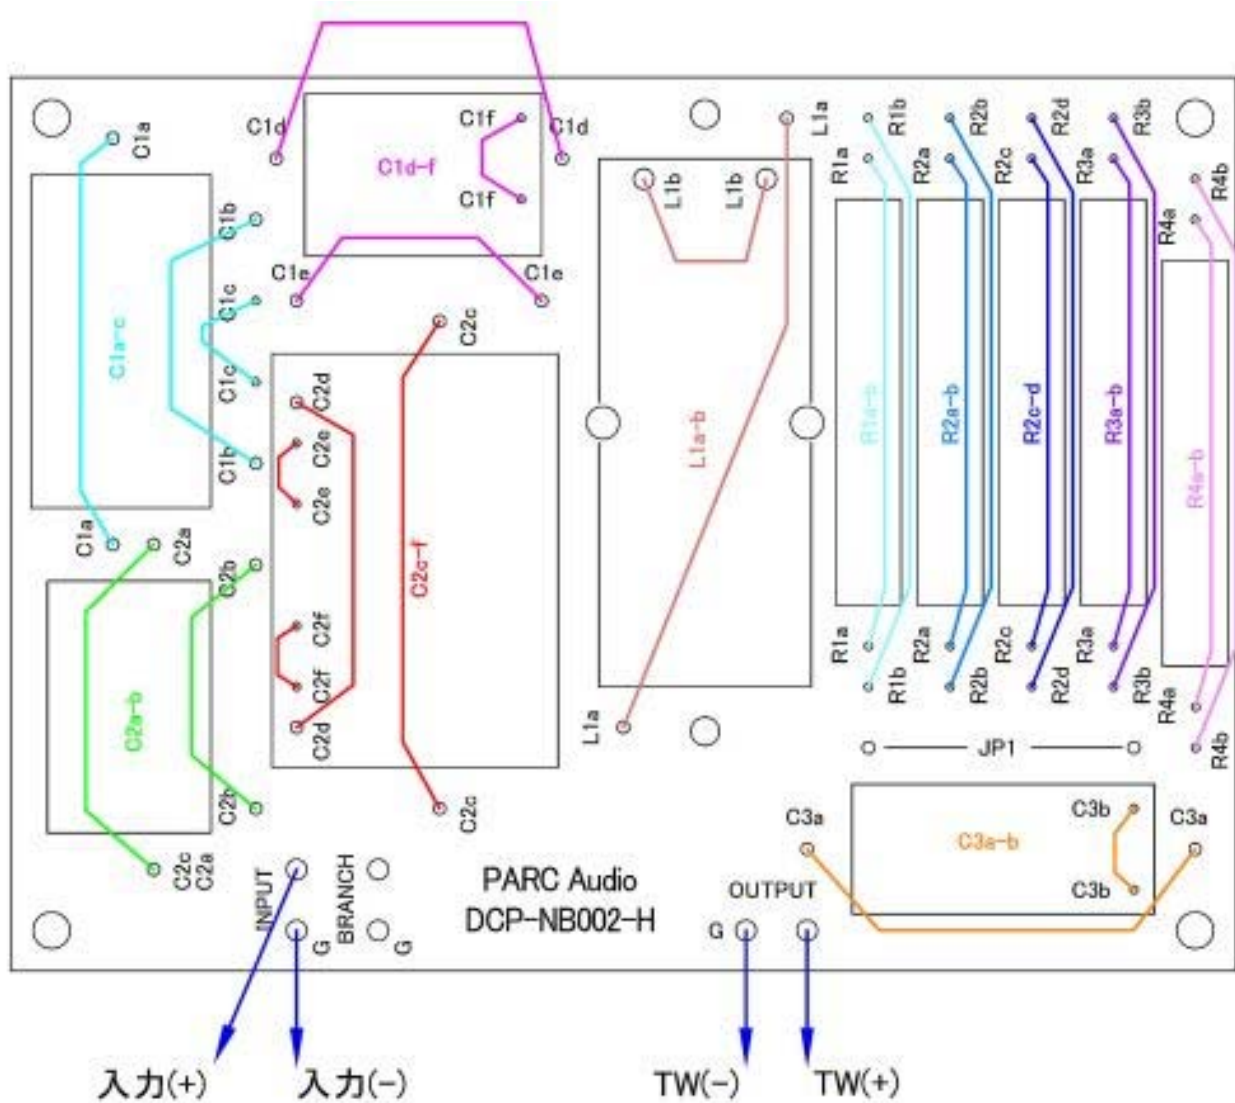 C1a
C1d
C1f
C1d
L1a
R1b
R2b
R2d
R3b
C1d-f
R1a
R2a
R2c
R3a
R4b
C1b
C1f
L1b
L1b
R4a
C1c
C1e
C1e
C1a-c
C2c
C1c
C2d
C2e
L1a-b
R1a-b
R2a-b
R2c-d
R3a-b
R4a-b
C1b
C2e
C1a
C2a
C2b
C2c-f
C2f
R1a
R2a
R2c
R3a
C2f
R1b
R2b
R2d
R3b
R4a
C2a-b
C2d
L1a
JP1
R4b
C2b
C2c
C3a
C3b
C3a
C3a-b
C2c
C2a
INPUT
BRANCH
PARC Audio
OUTPUT
C3b
G
G
DCP-NB002-H
G
入力(+)
入力(-)
TW(-)
TW(+)